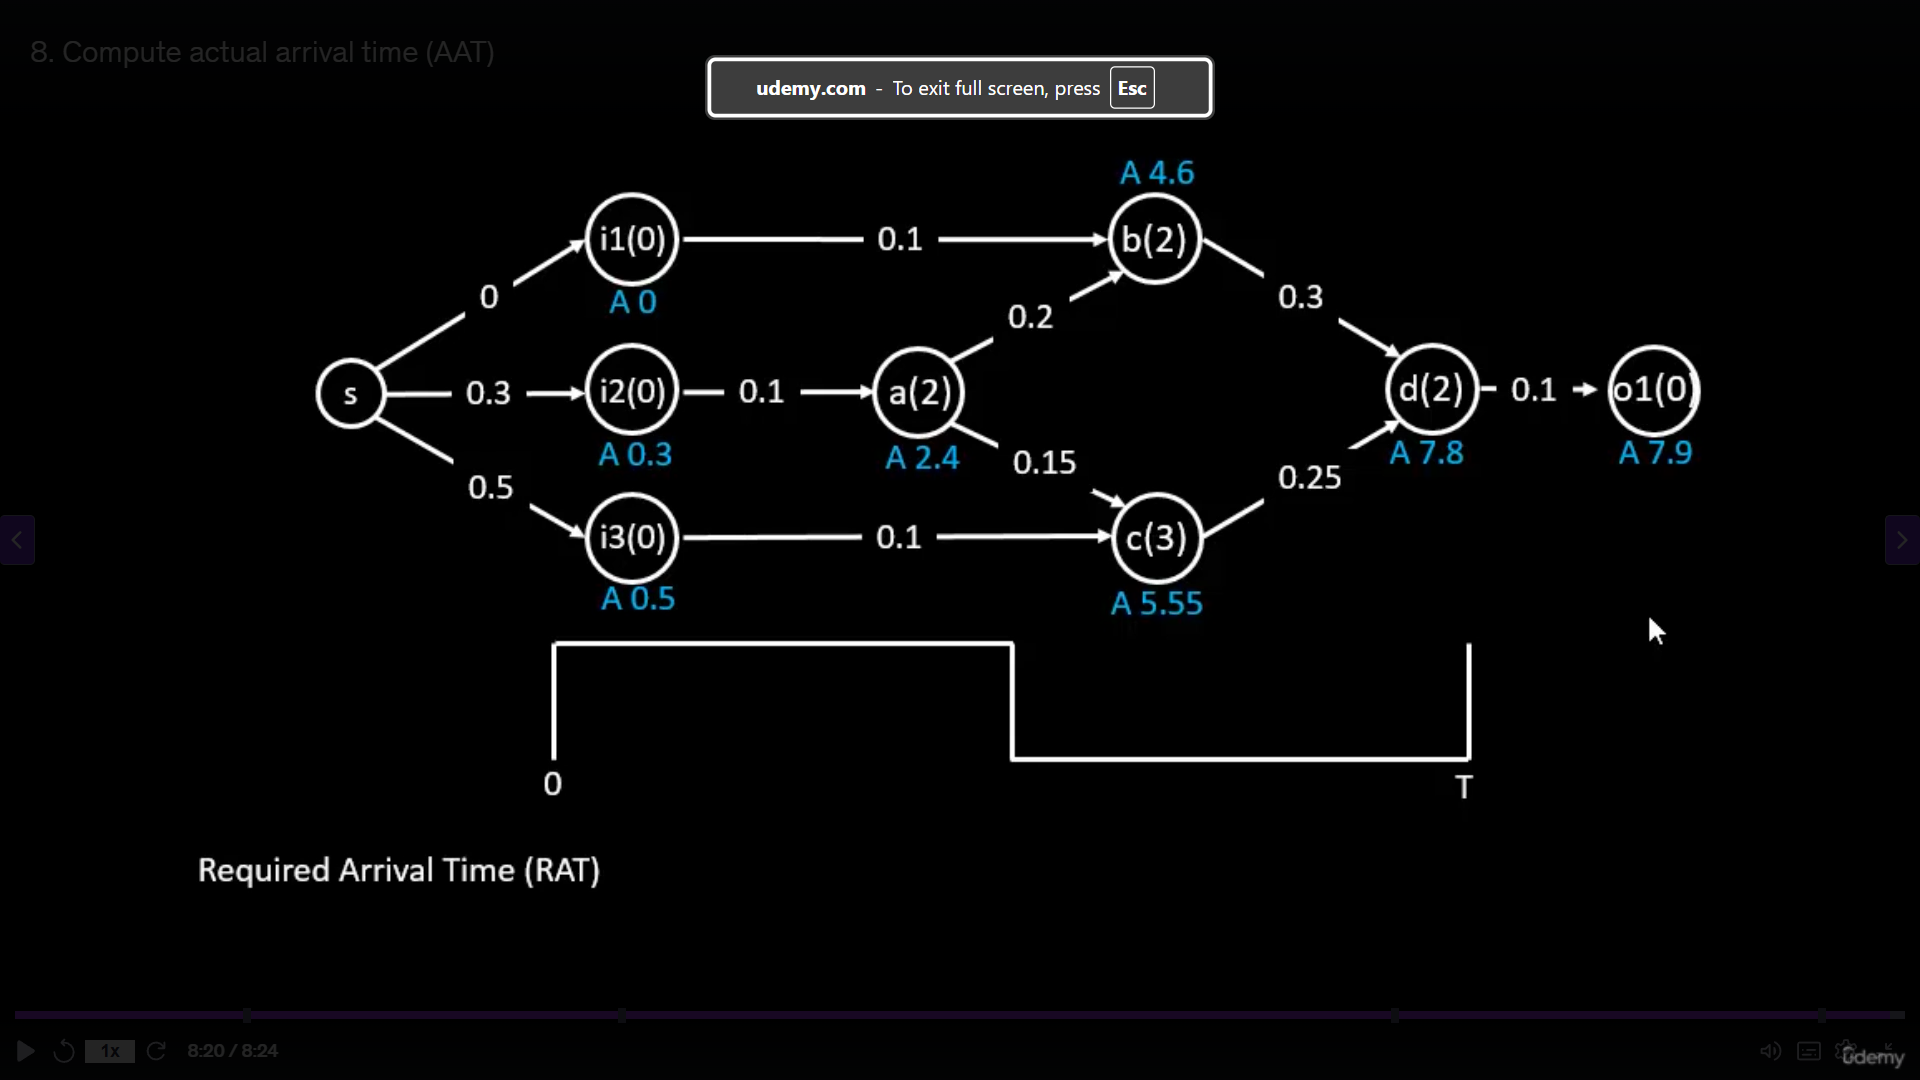 8. Compute actual arrival time (AAT)
udemy.com - To exit full screen, press Esc
A 4.6
i1(0)
0.1
b(2)
A 0
0
0.2
0.3
s
0.3
i2(0)
0.1
a(2)
d(2)
0.1
o1(0)
A 0.3
A 2.4
0.15
A 7.8
A 7.9
0.5
0.25
i3(0)
0.1
c(3)
A 0.5
A 5.55
0
T
Required Arrival Time (RAT)
1x
8:20 / 8:24
ûdemy